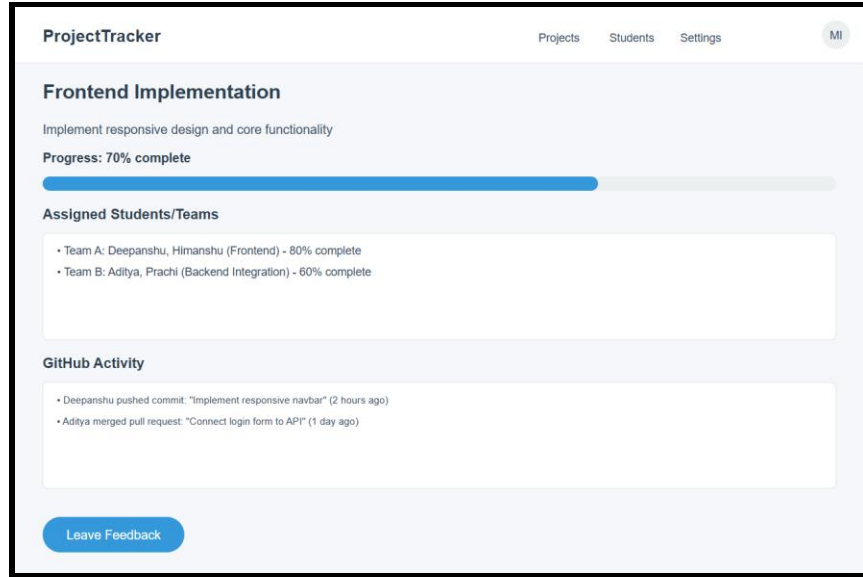 ProjectTracker
Projects Students Settings MI
Frontend Implementation
Implement responsive design and core functionality
Progress: 70% complete
Assigned Students/Teams
• Team A: Deepanshu, Himanshu (Frontend) - 80% complete
• Team B: Aditya, Prachi (Backend Integration) - 60% complete
GitHub Activity
• Deepanshu pushed commit: "Implement responsive navbar" (2 hours ago)
• Aditya merged pull request: "Connect login form to API" (1 day ago)
Leave Feedback